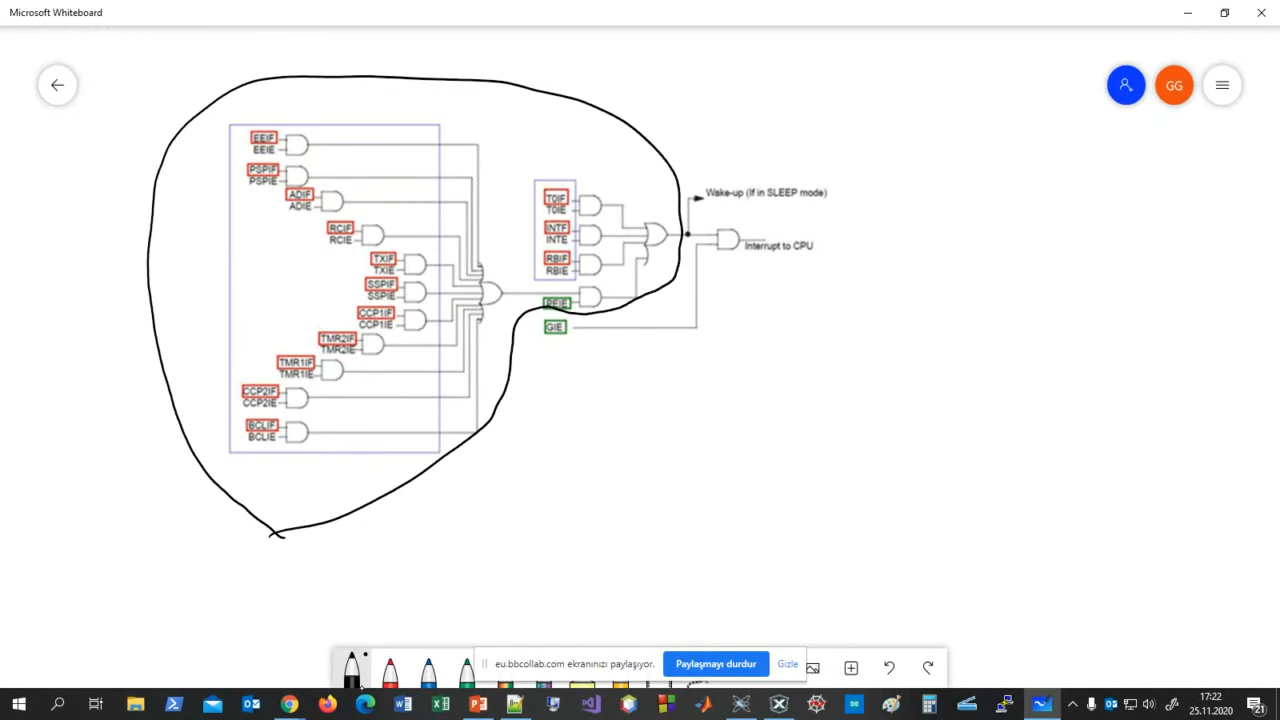 Microsoft Whiteboard
GG
EEIF
EEIE
PSPIF
PSPIE
ADIF
ADIE
RCIF
RCIE
TXIF
TXIE
SSPIF
SSPIE
CCP1IF
CCP1IE
TMR2IF
TMR2IE
TMR1IF
TMR1IE
CCP2IF
CCP2IE
BCLIF
BCLIE
T0IF
T0IE
INTF
INTE
RBIF
RBIE
PEIE
GIE
Wake-up (If in SLEEP mode)
Interrupt to CPU
eu.bbcollab.com ekranınızı paylaşıyor. Paylaşmayı durdur Gizle
17:22
25.11.2020
21